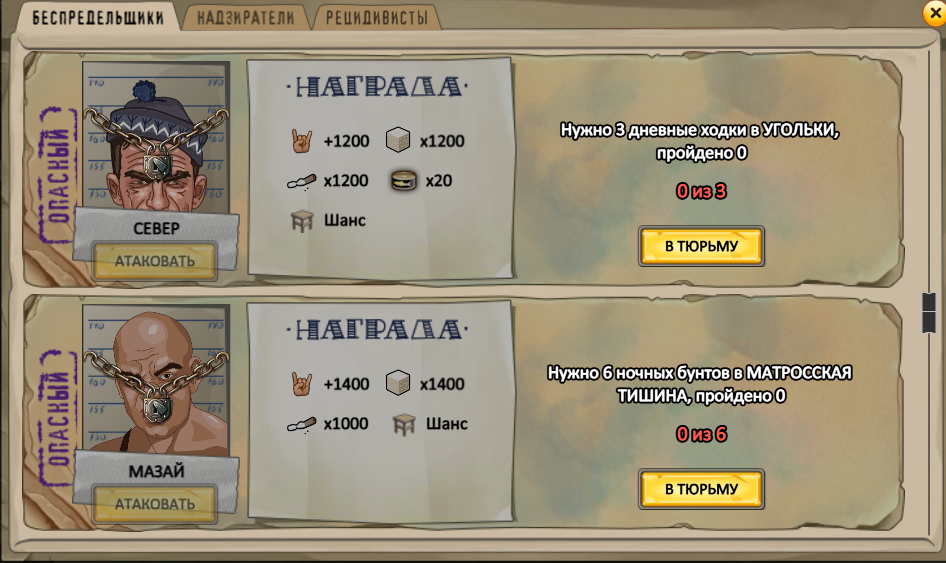 БЕСПРЕДЕЛЬЩИКИ
НАДЗИРАТЕЛИ
РЕЦИДИВИСТЫ
ОПАСНЫЙ
СЕВЕР
АТАКОВАТЬ
·НАГРАДА·
+1200
x1200
x1200
x20
Шанс
Нужно 3 дневные ходки в УГОЛЬКИ,
пройдено 0
0 из 3
В ТЮРЬМУ
ОПАСНЫЙ
МАЗАЙ
АТАКОВАТЬ
·НАГРАДА·
+1400
x1400
x1000
Шанс
Нужно 6 ночных бунтов в МАТРОССКАЯ
ТИШИНА, пройдено 0
0 из 6
В ТЮРЬМУ